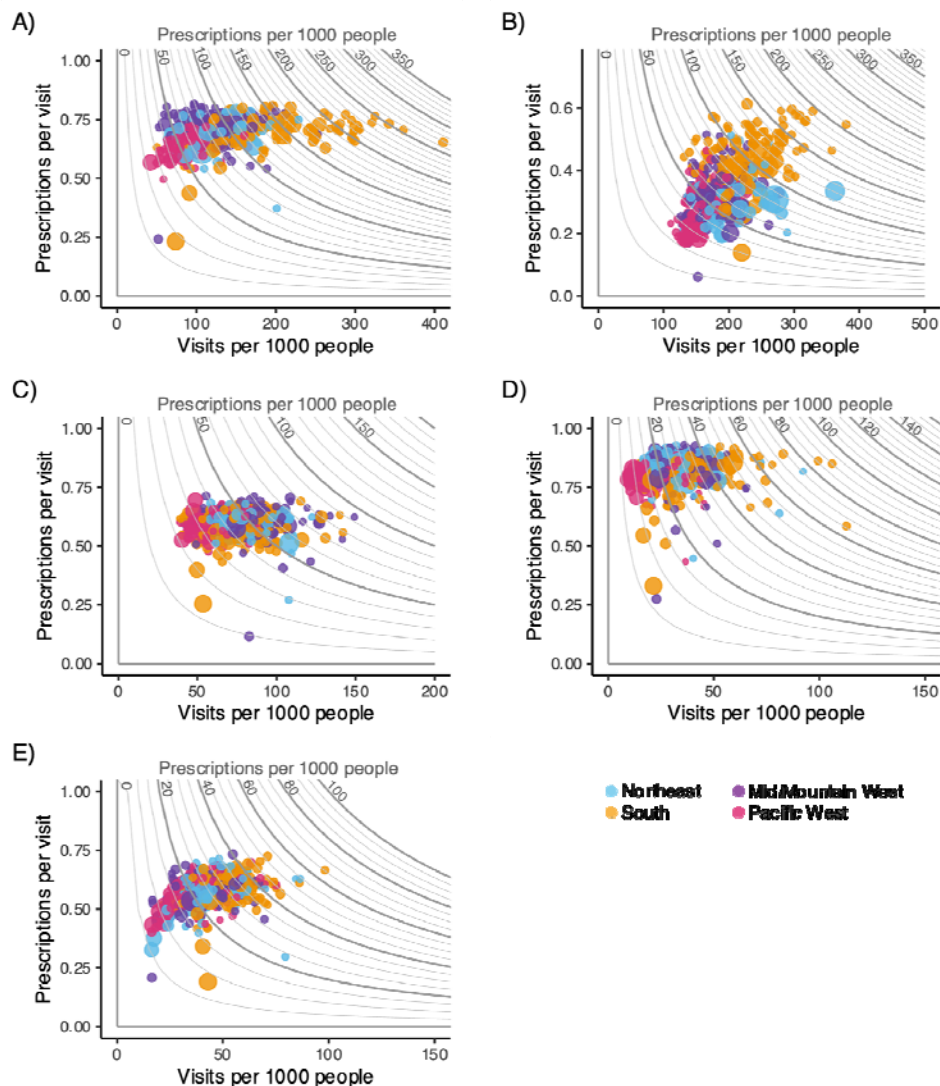 A)
Prescriptions per 1000 people
0 50 100 150 200 250 300 350
1.00
0.75
0.50
0.25
0.00
Prescriptions per visit
0 100 200 300 400
Visits per 1000 people
B)
Prescriptions per 1000 people
0 50 100 150 200 250 300 350
0.6
0.4
0.2
0.0
Prescriptions per visit
0 100 200 300 400 500
Visits per 1000 people
C)
Prescriptions per 1000 people
0 50 100 150
1.00
0.75
0.50
0.25
0.00
Prescriptions per visit
0 50 100 150 200
Visits per 1000 people
D)
Prescriptions per 1000 people
0 20 40 60 80 100 120 140
1.00
0.75
0.50
0.25
0.00
Prescriptions per visit
0 50 100 150
Visits per 1000 people
E)
Prescriptions per 1000 people
0 20 40 60 80 100
1.00
0.75
0.50
0.25
0.00
Prescriptions per visit
0 50 100 150
Visits per 1000 people
Northeast
Mid/Mountain West
South
Pacific West